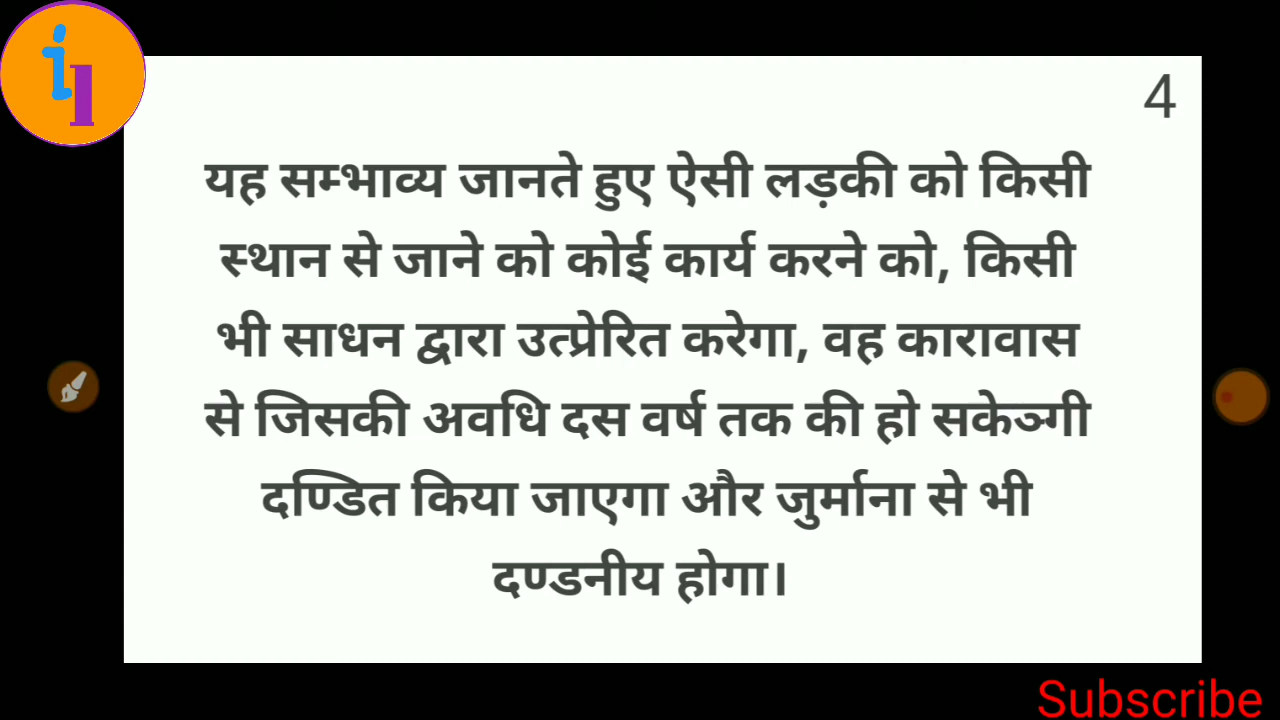 4
यह सम्भाव्य जानते हुए ऐसी लड़की को किसी
स्थान से जाने को कोई कार्य करने को, किसी
भी साधन द्वारा उत्प्रेरित करेगा, वह कारावास
से जिसकी अवधि दस वर्ष तक की हो सकेञ्गी
दण्डित किया जाएगा और जुर्माना से भी
दण्डनीय होगा।
Subscribe